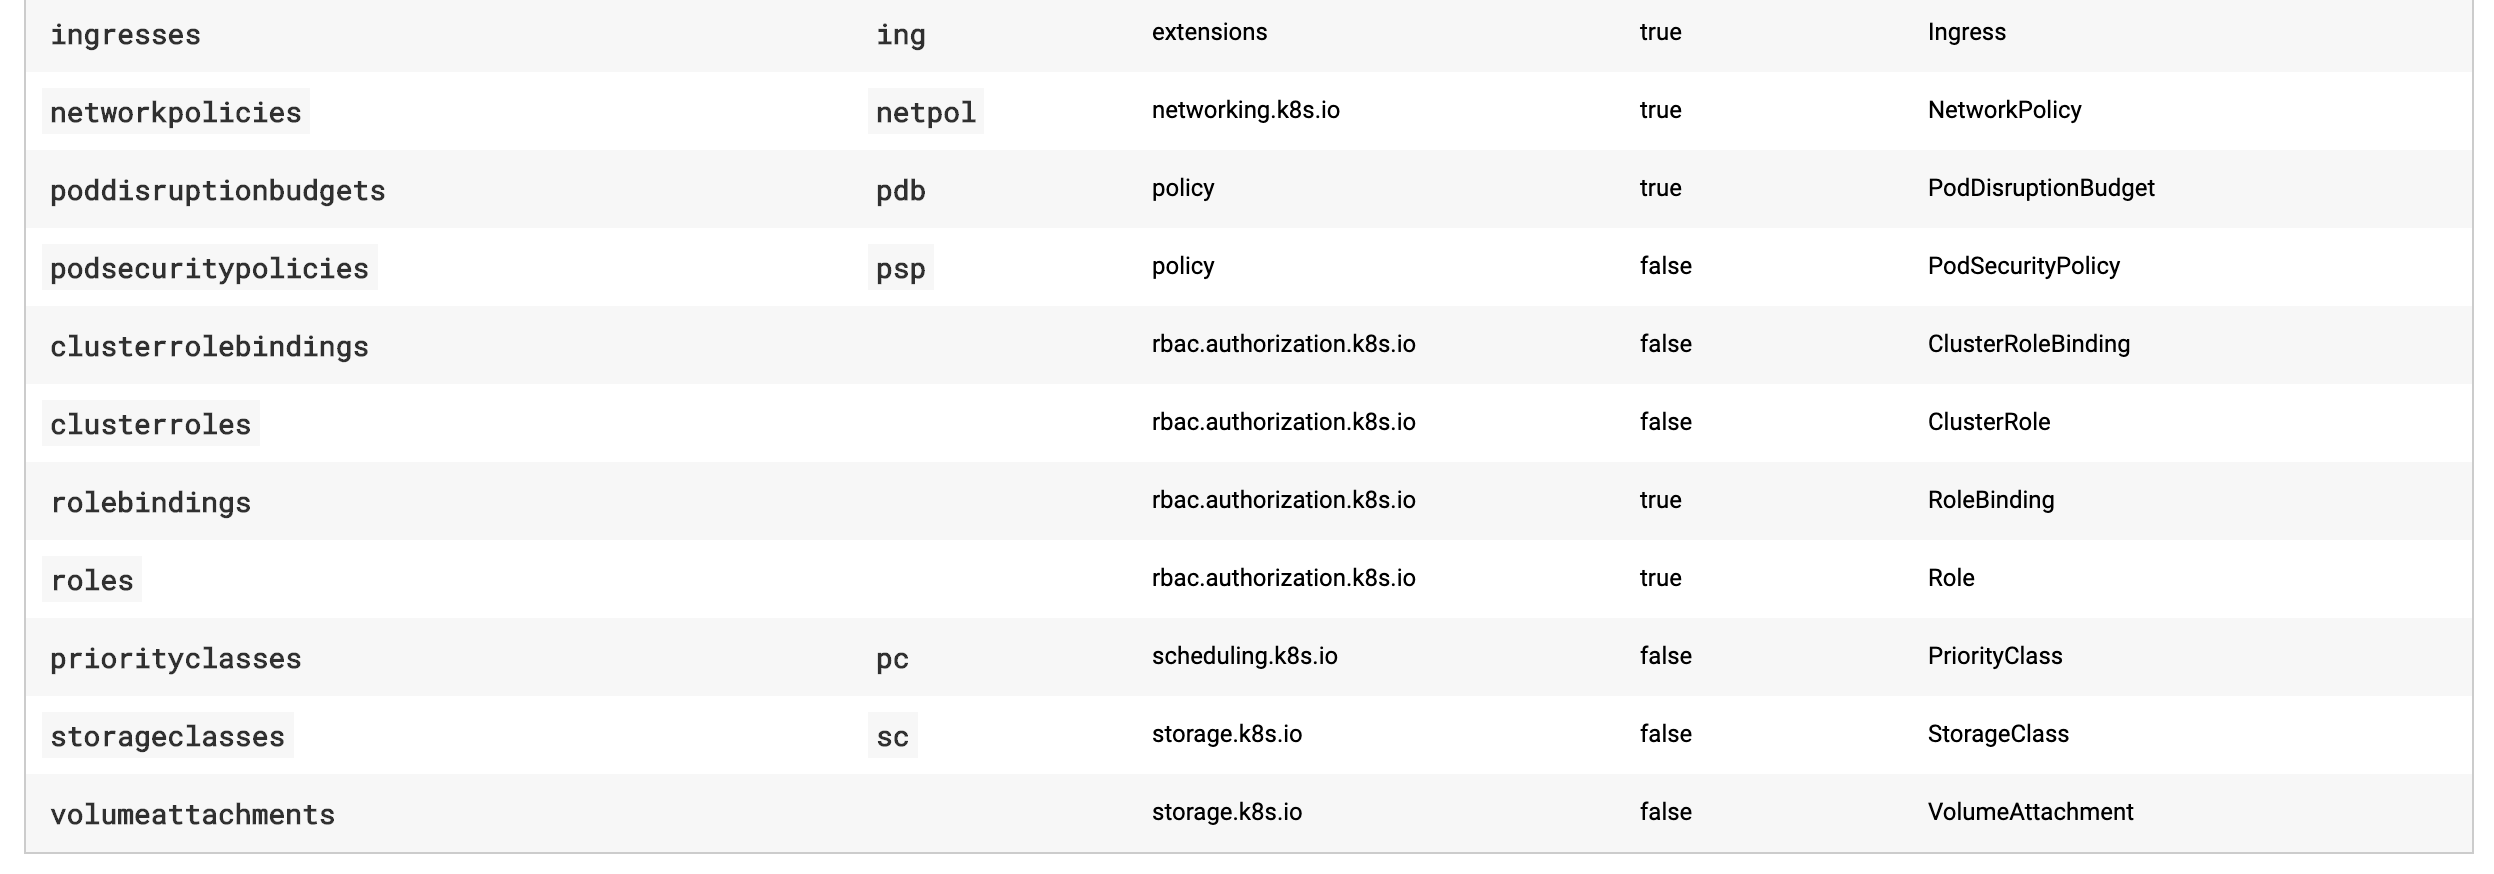 ingresses ing extensions true Ingress
networkpolicies netpol networking.k8s.io true NetworkPolicy
poddisruptionbudgets pdb policy true PodDisruptionBudget
podsecuritypolicies psp policy false PodSecurityPolicy
clusterrolebindings rbac.authorization.k8s.io false ClusterRoleBinding
clusterroles rbac.authorization.k8s.io false ClusterRole
rolebindings rbac.authorization.k8s.io true RoleBinding
roles rbac.authorization.k8s.io true Role
priorityclasses pc scheduling.k8s.io false PriorityClass
storageclasses sc storage.k8s.io false StorageClass
volumeattachments storage.k8s.io false VolumeAttachment